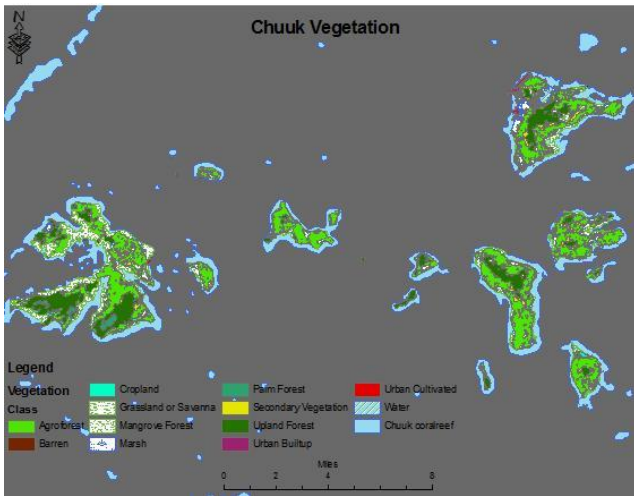 N
Chuuk Vegetation
Legend
Vegetation
Class
Agroforest
Barren
Cropland
Grassland or Savanna
Mangrove Forest
Marsh
Palm Forest
Secondary Vegetation
Upland Forest
Urban Builtup
Urban Cultivated
Water
Chuuk coralreef
Miles
0 2 4 8